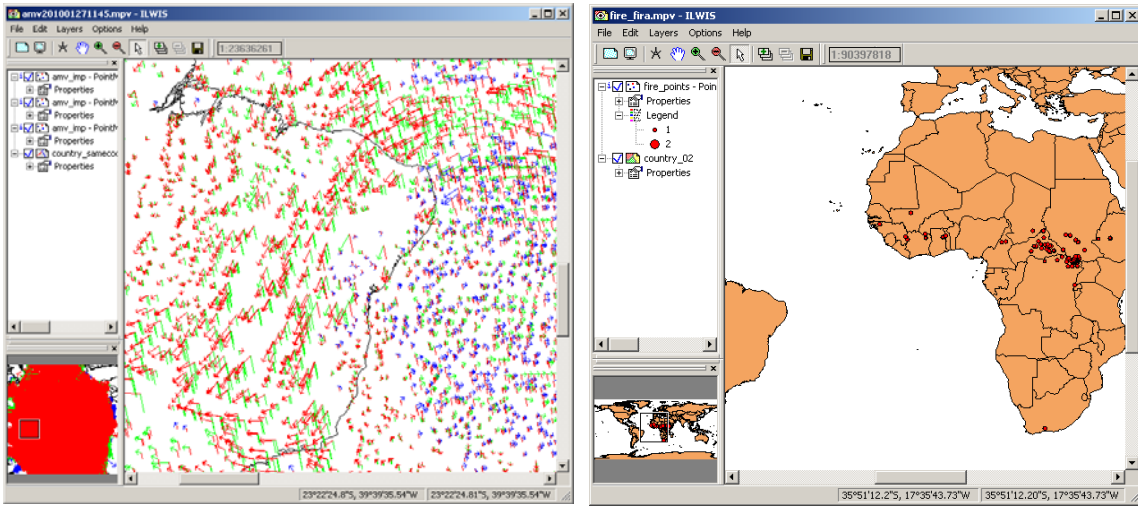 amv201001271145.mpv - ILWIS
File Edit Layers Options Help
1:23636261
amv_imp - Point
Properties
amv_imp - Point
Properties
amv_imp - Point
Properties
country_sameco
Properties
23°22'24.8"S, 39°39'35.54"W
23°22'24.81"S, 39°39'35.54"W
fire_fira.mpv - ILWIS
File Edit Layers Options Help
1:90397818
fire_points - Poin
Properties
Legend
1
2
country_02
Properties
35°51'12.2"S, 17°35'43.73"W
35°51'12.20"S, 17°35'43.73"W